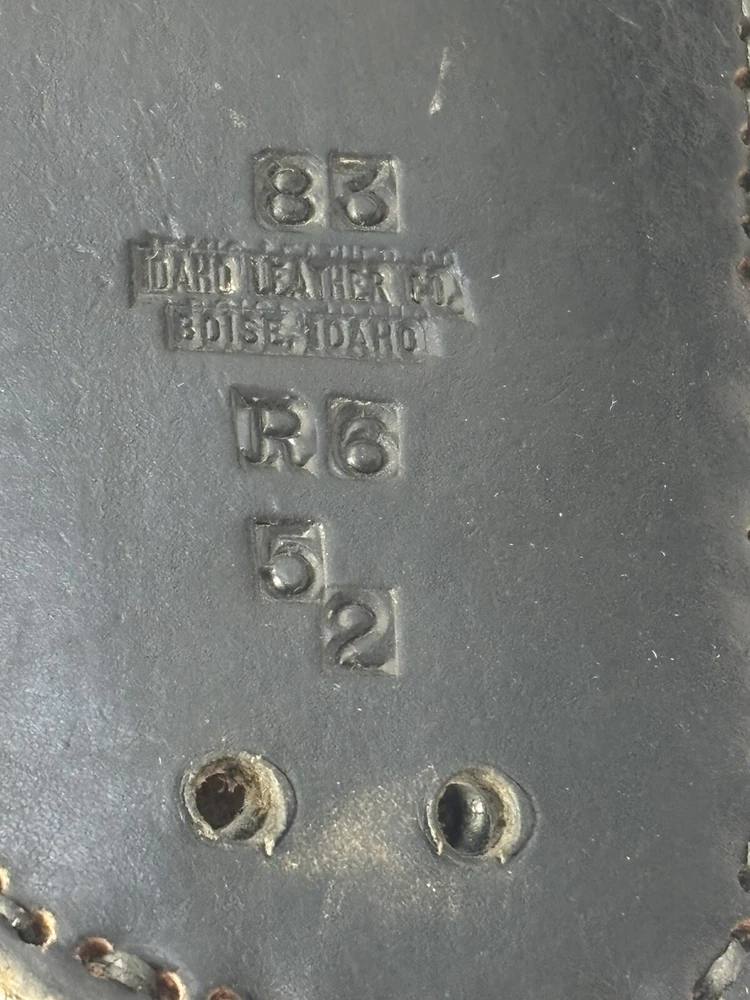 83
IDAHO LEATHER CO.
BOISE, IDAHO
R6
5
2